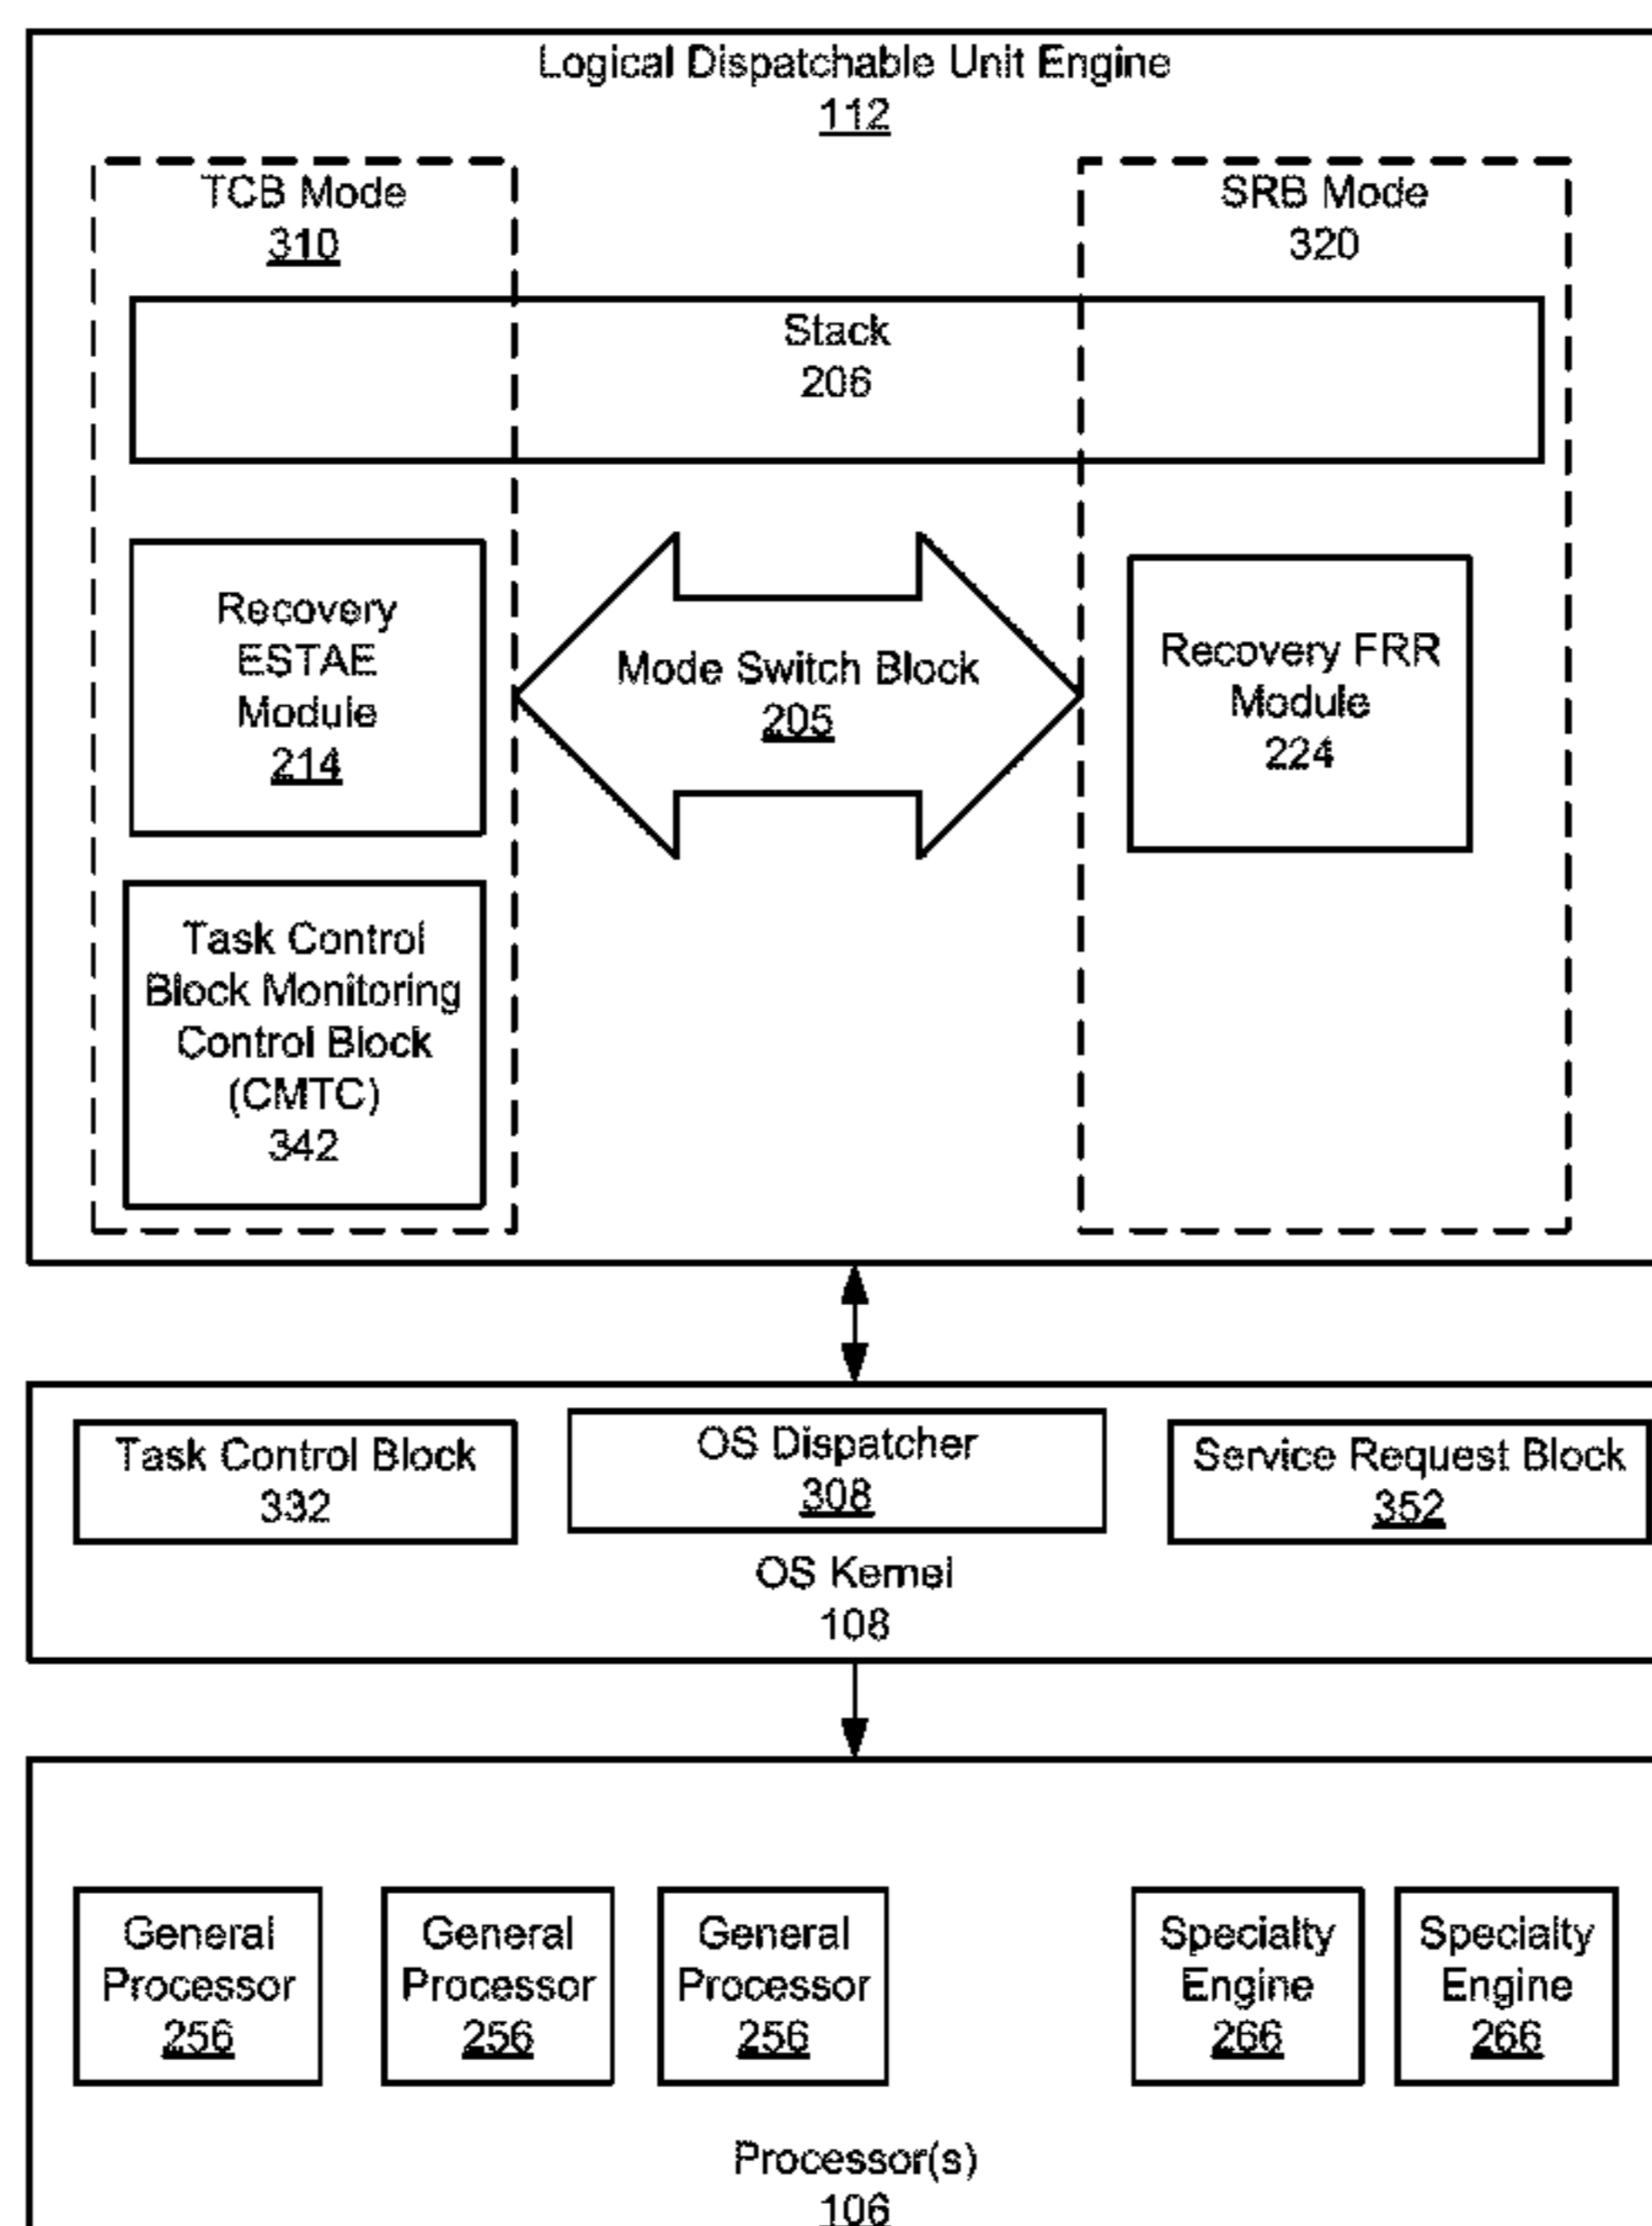 Logical Dispatchable Unit Engine
112
TCB Mode
310
SRB Mode
320
Stack
206
Recovery
ESTAE
Module
214
Mode Switch Block
205
Recovery FRR
Module
224
Task Control
Block Monitoring
Control Block
(CMTC)
342
Task Control Block
332
OS Dispatcher
308
Service Request Block
352
OS Kernel
108
General
Processor
256
General
Processor
256
General
Processor
256
Specialty
Engine
266
Specialty
Engine
266
Processor(s)
106